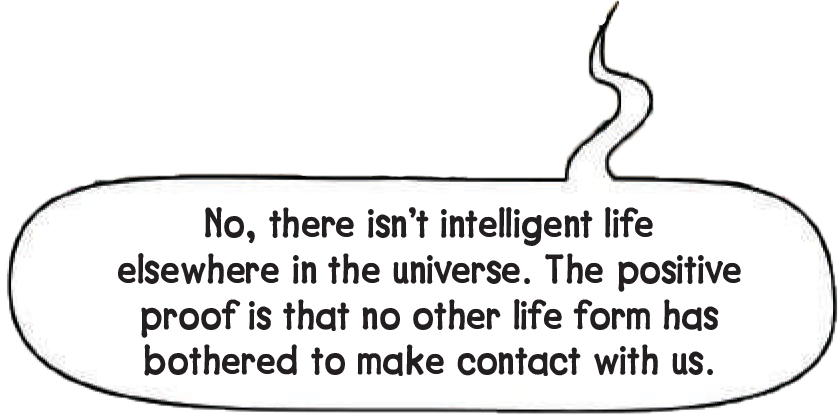 No, there isn't intelligent life
elsewhere in the universe. The positive
proof is that no other life form has
bothered to make contact with us.